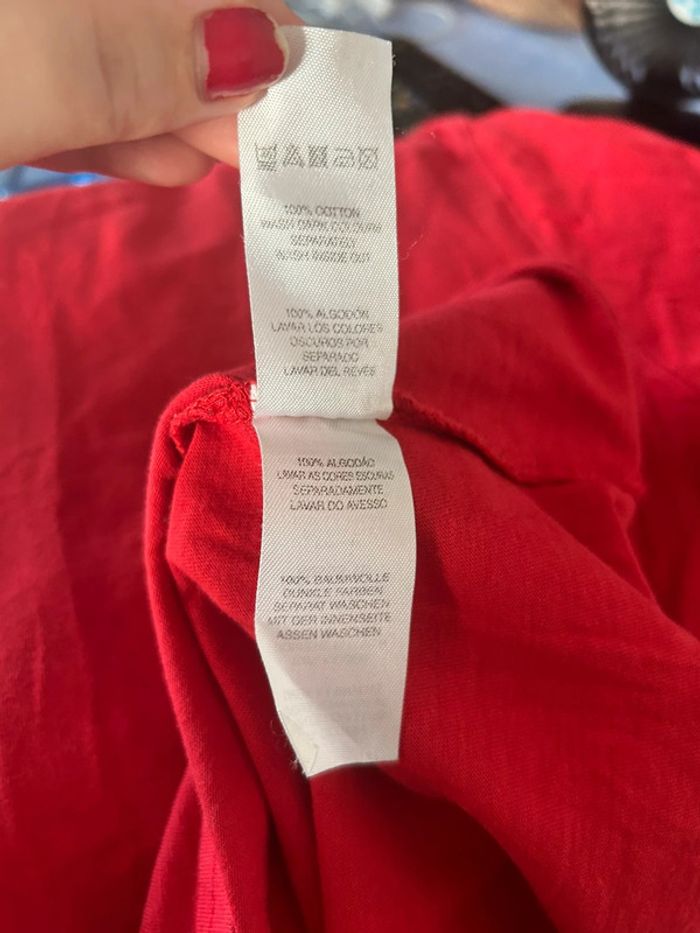 100% COTTON
WASH DARK COLOURS
SEPARATELY
WASH INSIDE OUT
100% ALGODÓN
LAVAR LOS COLORES
OSCUROS POR
SEPARADO
LAVAR DEL REVES
100% ALGODÃO
LAVAR AS CORES ESCURAS
SEPARADAMENTE
LAVAR DO AVESSO
100% BAUMWOLLE
DUNKLE FARBEN
SEPARAT WASCHEN
MIT DER INNENSEITE
ASSEN WASCHEN